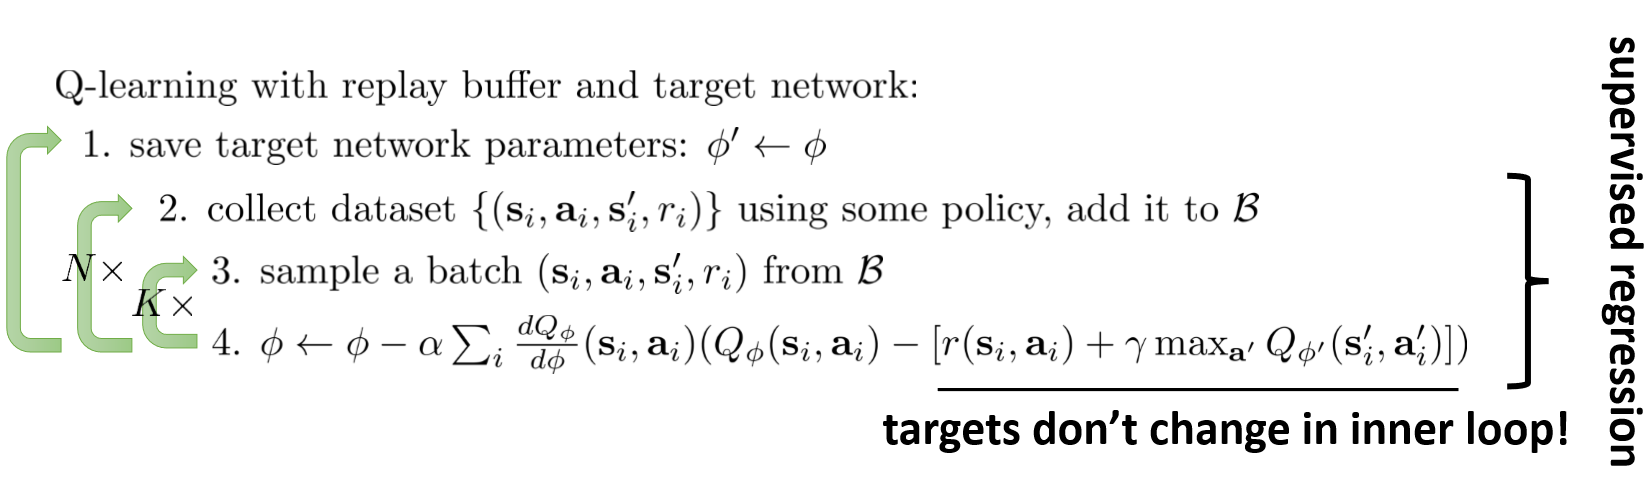 Q-learning with replay buffer and target network:
1. save target network parameters: ϕ′ ← ϕ
2. collect dataset {(𝐬ᵢ, 𝐚ᵢ, 𝐬′ᵢ, rᵢ)} using some policy, add it to ℬ
N×
3. sample a batch (𝐬ᵢ, 𝐚ᵢ, 𝐬′ᵢ, rᵢ) from ℬ
K×
4. ϕ ← ϕ − α ∑ᵢ dQ_ϕ/dϕ (𝐬ᵢ, 𝐚ᵢ)(Q_ϕ(𝐬ᵢ, 𝐚ᵢ) − [r(𝐬ᵢ, 𝐚ᵢ) + γ max_𝐚′ Q_ϕ′(𝐬′ᵢ, 𝐚′ᵢ)])
targets don’t change in inner loop!
supervised regression